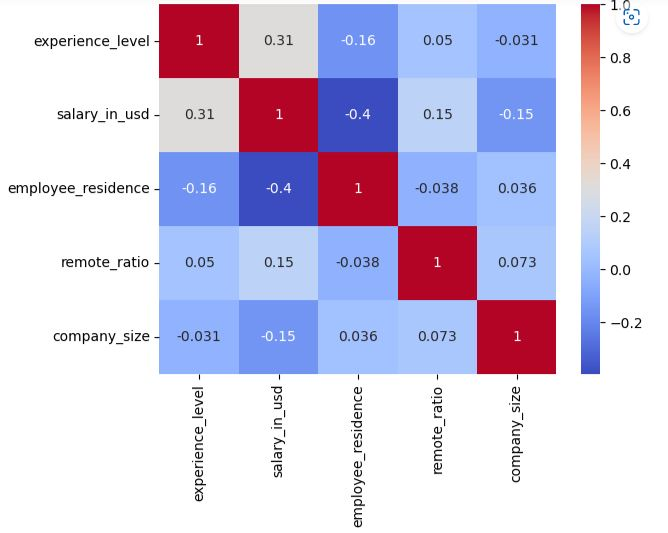 experience_level 1 0.31 -0.16 0.05 -0.031
salary_in_usd 0.31 1 -0.4 0.15 -0.15
employee_residence -0.16 -0.4 1 -0.038 0.036
remote_ratio 0.05 0.15 -0.038 1 0.073
company_size -0.031 -0.15 0.036 0.073 1
experience_level
salary_in_usd
employee_residence
remote_ratio
company_size
1.0
0.8
0.6
0.4
0.2
0.0
−0.2